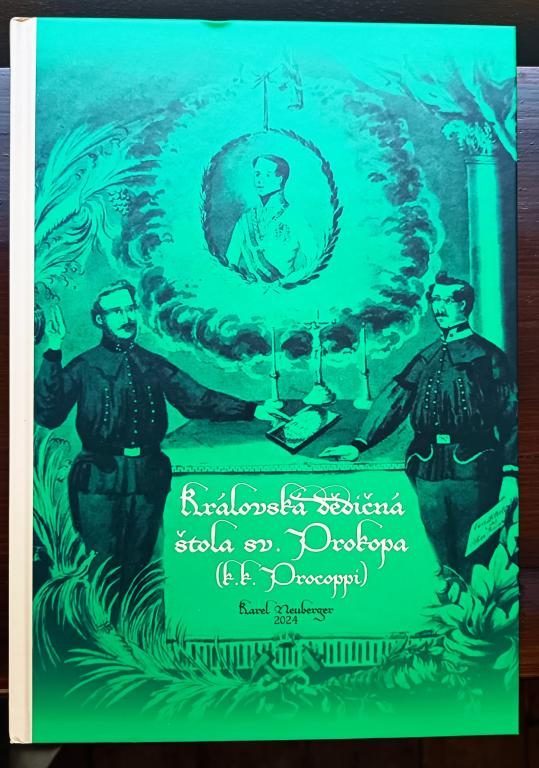 Královská dědičná
štola sv. Prokopa
(k.k. Procoppi)
Karel Neuberger
2024